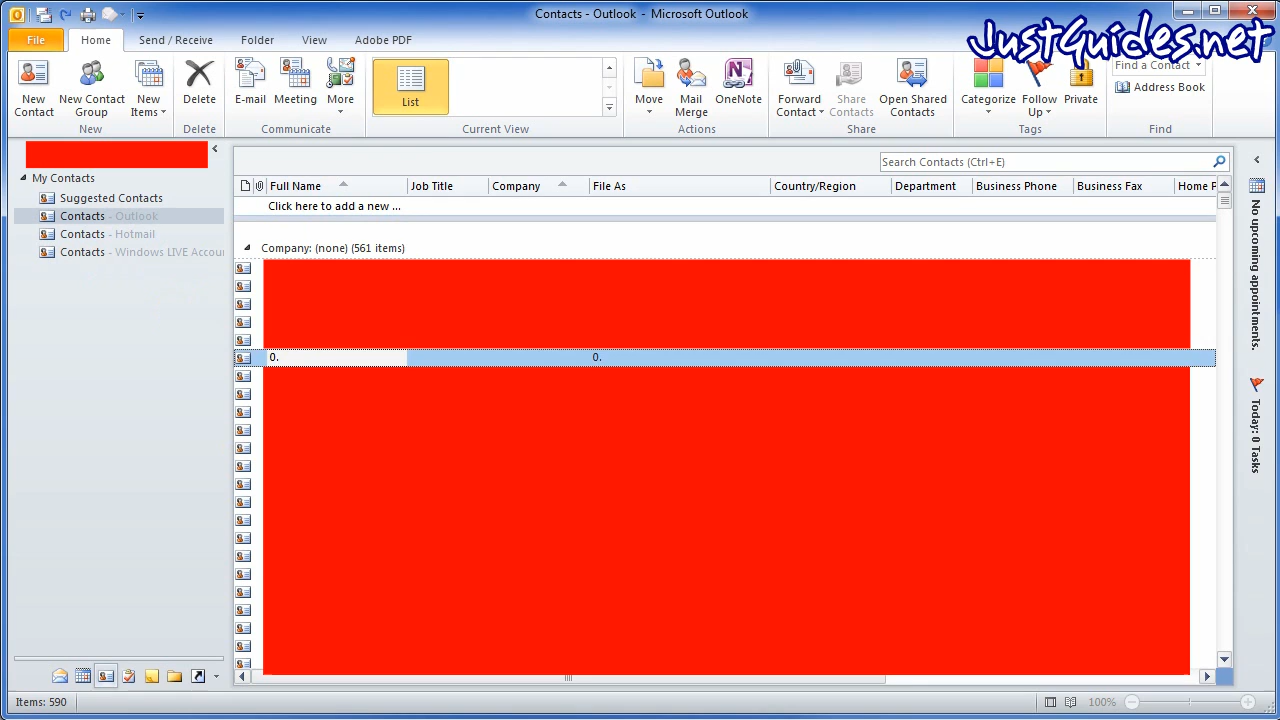 Contacts - Outlook - Microsoft Outlook
JustGuides.net
File Home Send / Receive Folder View Adobe PDF
New Contact
New Contact Group
New Items
Delete
E-mail
Meeting
More
List
Move
Mail Merge
OneNote
Forward Contact
Share Contacts
Open Shared Contacts
Categorize
Follow Up
Private
Find a Contact
Address Book
New Delete Communicate Current View Actions Share Tags Find
My Contacts
Suggested Contacts
Contacts - Outlook
Contacts - Hotmail
Contacts - Windows LIVE Accou
Search Contacts (Ctrl+E)
Full Name Job Title Company File As Country/Region Department Business Phone Business Fax Home P
Click here to add a new ...
Company: (none) (561 items)
0. 0.
No upcoming appointments.
Today: 0 Tasks
Items: 590
100%